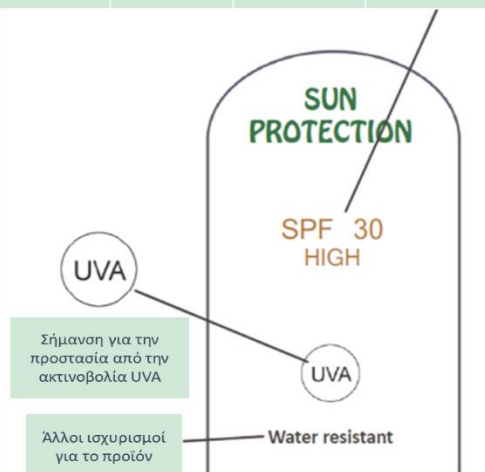 SUN
PROTECTION
SPF 30
HIGH
UVA
Σήμανση για την
προστασία από την
ακτινοβολία UVA
UVA
Άλλοι ισχυρισμοί
για το προϊόν
Water resistant